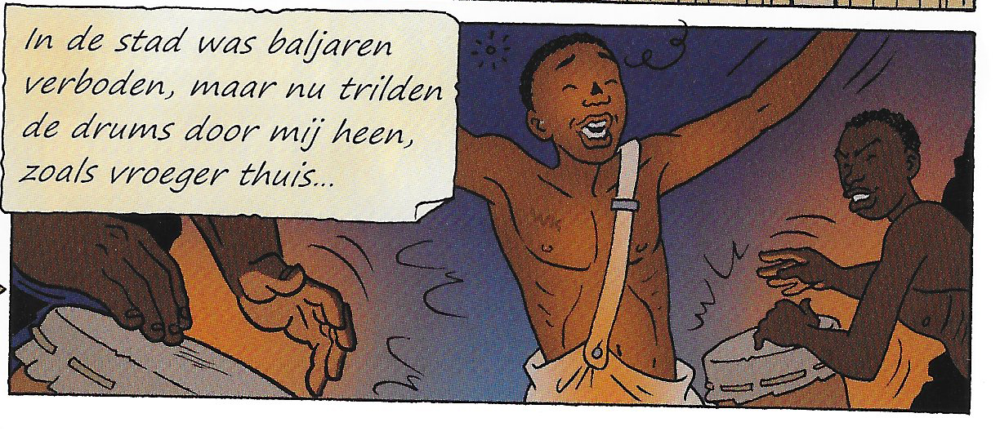 In de stad was baljaren
verboden, maar nu trilden
de drums door mij heen,
zoals vroeger thuis...